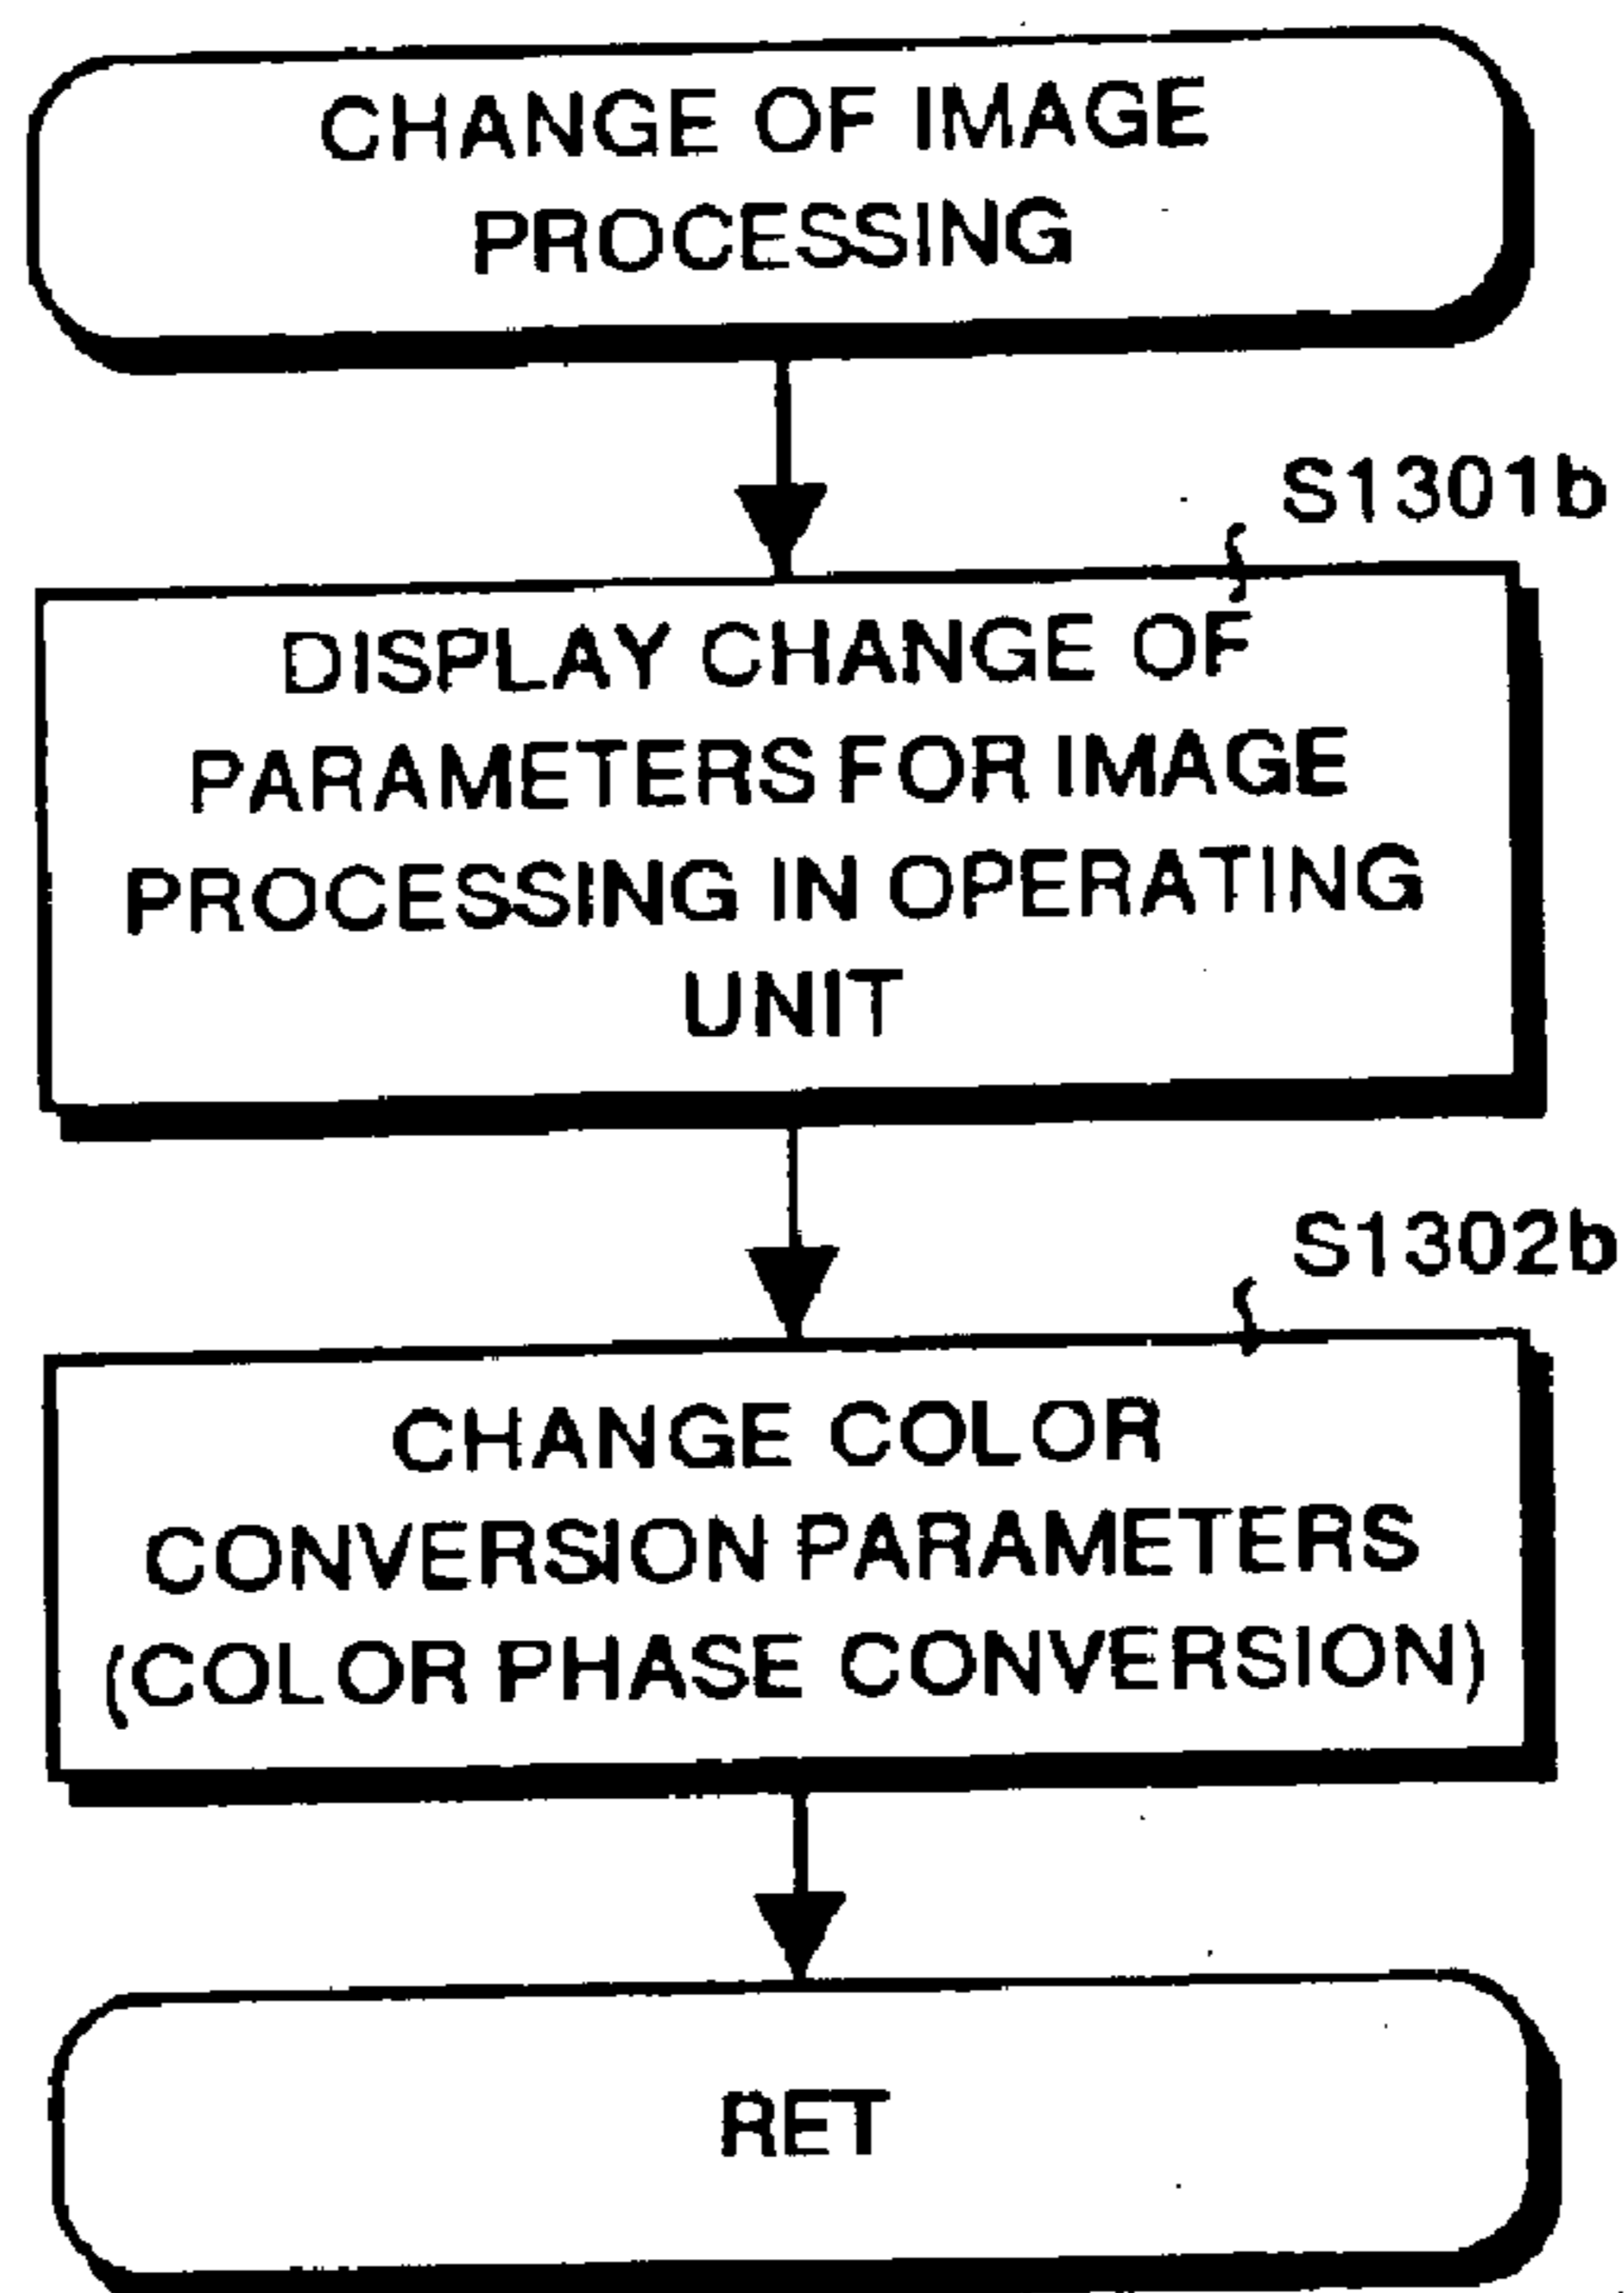 CHANGE OF IMAGE
PROCESSING
S1301b
DISPLAY CHANGE OF
PARAMETERS FOR IMAGE
PROCESSING IN OPERATING
UNIT
S1302b
CHANGE COLOR
CONVERSION PARAMETERS
(COLOR PHASE CONVERSION)
RET